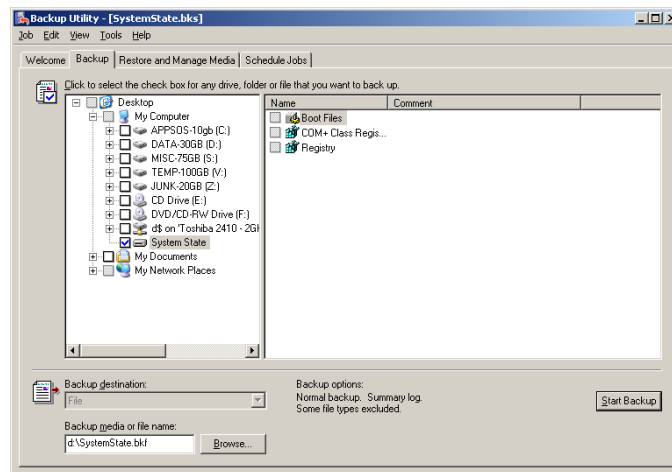 Backup Utility - [SystemState.bks]
Job Edit View Tools Help
Welcome Backup Restore and Manage Media Schedule Jobs
Click to select the check box for any drive, folder or file that you want to back up.
Desktop
My Computer
APPSOS-10gb (C:)
DATA-30GB (D:)
MISC-75GB (S:)
TEMP-100GB (V:)
JUNK-20GB (Z:)
CD Drive (E:)
DVD/CD-RW Drive (F:)
d$ on 'Toshiba 2410 - 2GH
System State
My Documents
My Network Places
Name Comment
Boot Files
COM+ Class Regis...
Registry
Backup destination:
File
Backup media or file name:
d:\SystemState.bkf
Browse...
Backup options:
Normal backup. Summary log.
Some file types excluded.
Start Backup